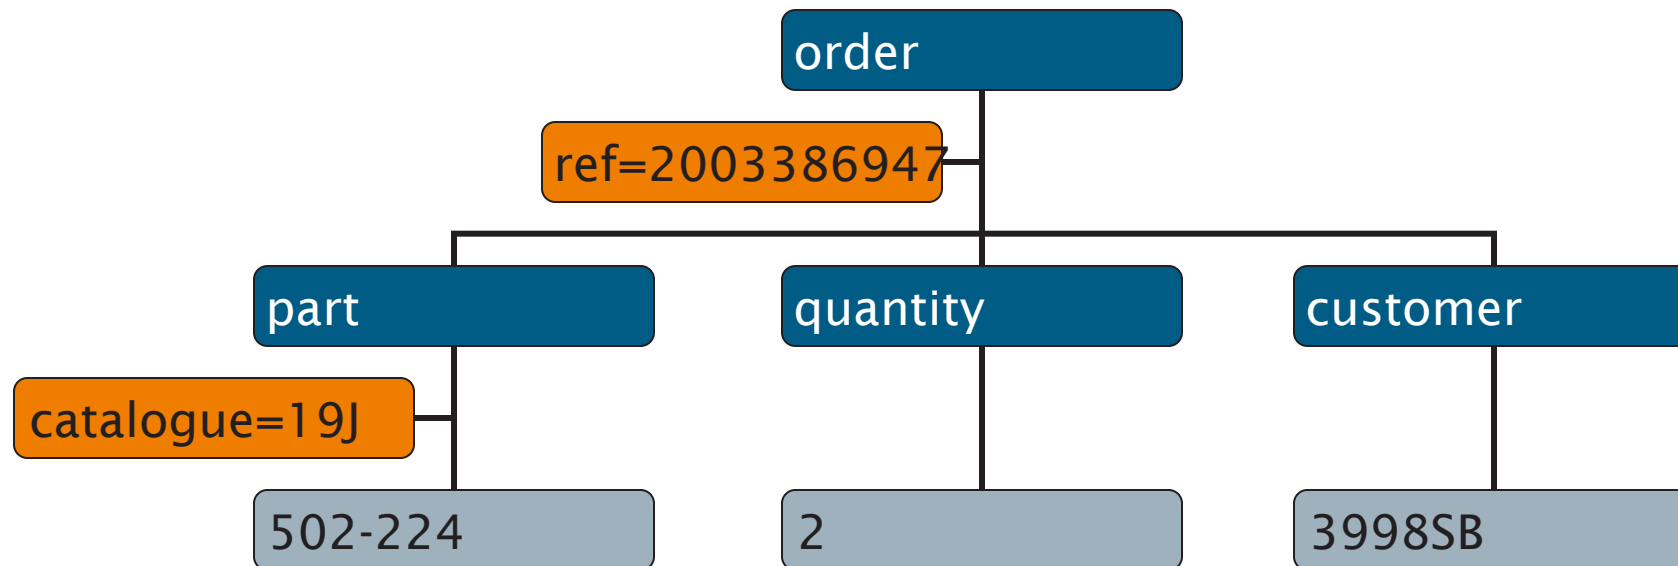 order
ref=2003386947
part
quantity
customer
catalogue=19J
502-224
2
3998SB